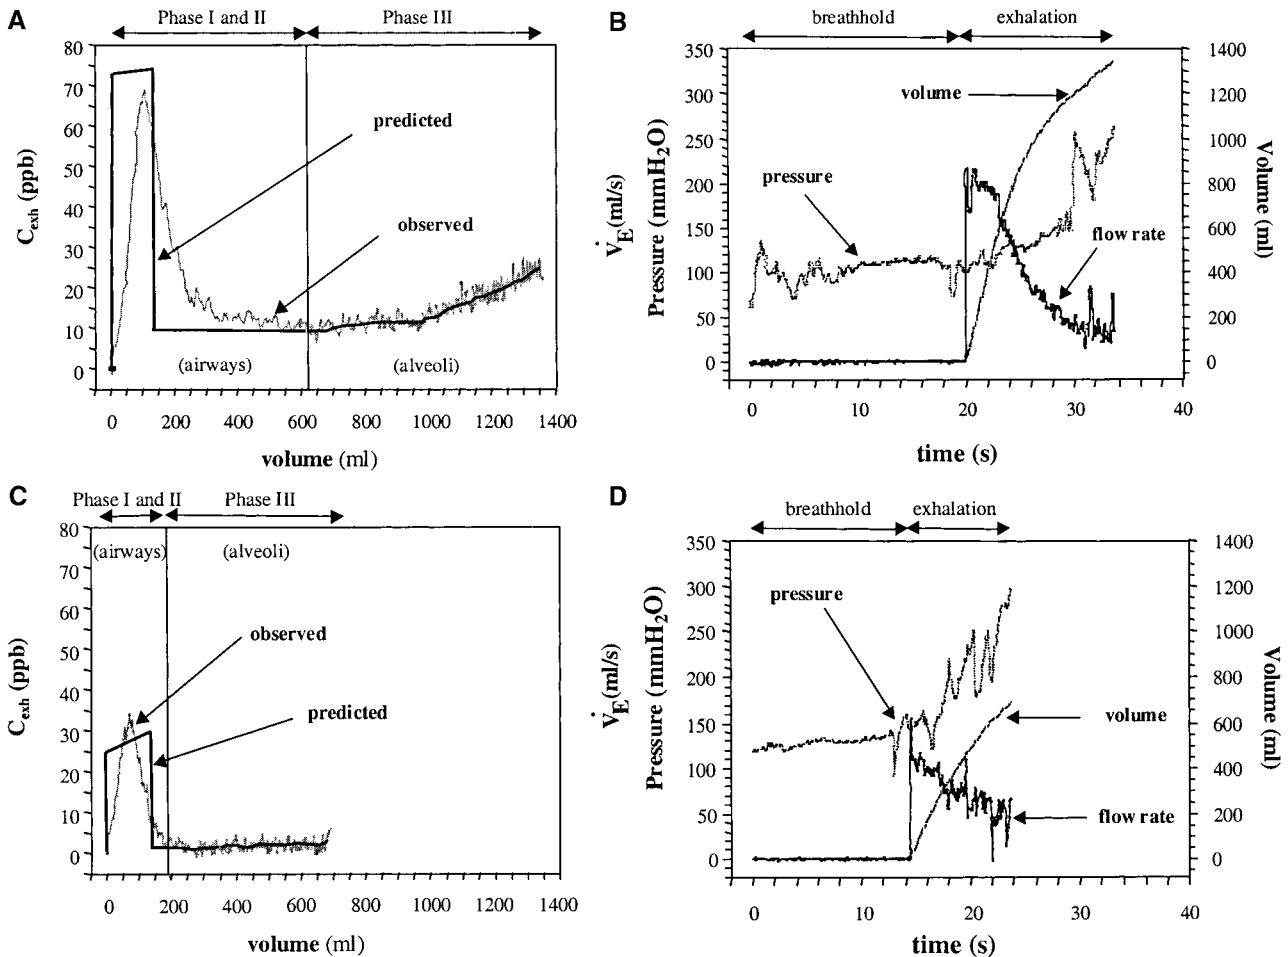 A
Phase I and II
Phase III
80
70
60
50
40
30
20
10
0
C_exh (ppb)
predicted
observed
(airways)
(alveoli)
0 200 400 600 800 1000 1200 1400
volume (ml)
B
breathhold
exhalation
350
300
250
200
150
100
50
0
V̇_E(ml/s)
Pressure (mmH₂O)
volume
pressure
flow rate
1400
1200
1000
800
600
400
200
0
Volume (ml)
0 10 20 30 40
time (s)
C
Phase I and II
Phase III
(airways)
(alveoli)
80
70
60
50
40
30
20
10
0
C_exh (ppb)
observed
predicted
0 200 400 600 800 1000 1200 1400
volume (ml)
D
breathhold
exhalation
350
300
250
200
150
100
50
0
V̇_E(ml/s)
Pressure (mmH₂O)
pressure
volume
flow rate
1400
1200
1000
800
600
400
200
0
Volume (ml)
0 10 20 30 40
time (s)